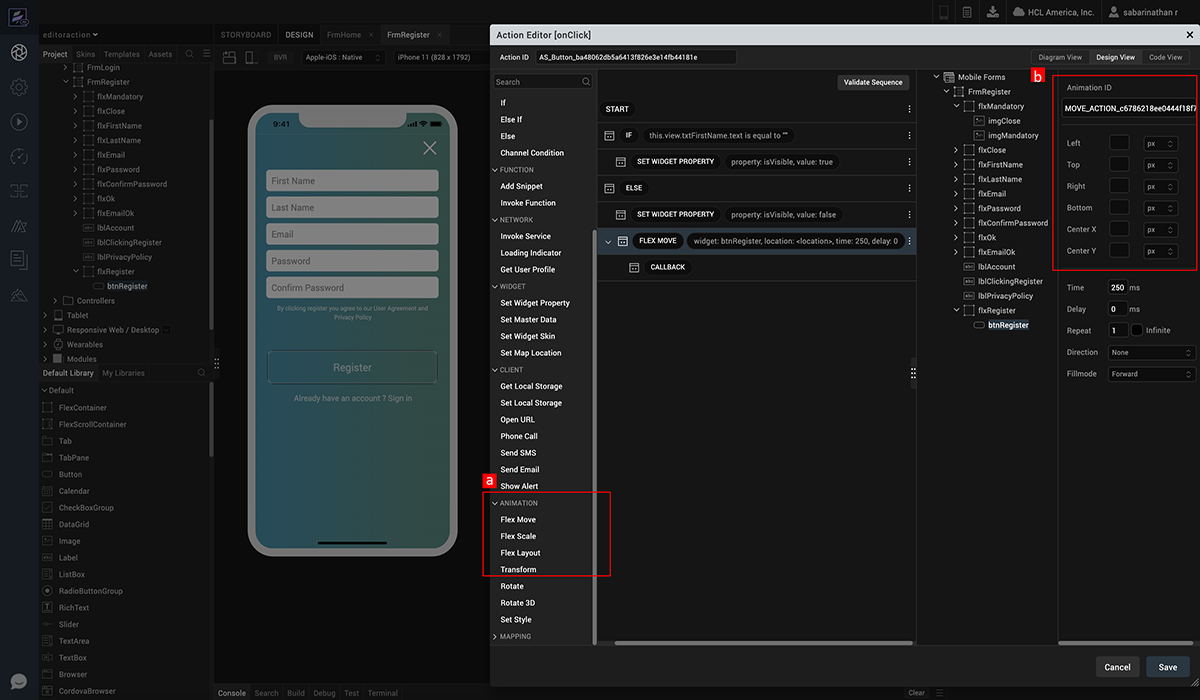 HCL America, Inc.
sabarinathan r
editoraction
STORYBOARD
DESIGN
FrmHome
FrmRegister
Project
Skins
Templates
Assets
BVR
Apple-iOS : Native
iPhone 11 (828 x 1792)
FrmLogin
FrmRegister
flxMandatory
flxClose
flxFirstName
flxLastName
flxEmail
flxPassword
flxConfirmPassword
flxOk
flxEmailOk
lblAccount
lblClickingRegister
lblPrivacyPolicy
flxRegister
btnRegister
Controllers
Tablet
Responsive Web / Desktop
Wearables
Modules
Default Library
My Libraries
Default
FlexContainer
FlexScrollContainer
Tab
TabPane
Button
Calendar
CheckBoxGroup
DataGrid
Image
Label
ListBox
RadioButtonGroup
RichText
Slider
TextArea
TextBox
Browser
CordovaBrowser
9:41
First Name
Last Name
Email
Password
Confirm Password
By clicking register you agree to our User Agreement and
Privacy Policy
Register
Already have an account ? Sign in
Console
Search
Build
Debug
Test
Terminal
Clear
Action Editor [onClick]
Action ID
AS_Button_ba48062db5a6413f826e3e14fb44181e
Diagram View
Design View
Code View
Search
If
Else If
Else
Channel Condition
FUNCTION
Add Snippet
Invoke Function
NETWORK
Invoke Service
Loading Indicator
Get User Profile
WIDGET
Set Widget Property
Set Master Data
Set Widget Skin
Set Map Location
CLIENT
Get Local Storage
Set Local Storage
Open URL
Phone Call
Send SMS
Send Email
Show Alert
a
ANIMATION
Flex Move
Flex Scale
Flex Layout
Transform
Rotate
Rotate 3D
Set Style
MAPPING
Validate Sequence
START
IF
this.view.txtFirstName.text is equal to ""
SET WIDGET PROPERTY
property: isVisible, value: true
ELSE
SET WIDGET PROPERTY
property: isVisible, value: false
FLEX MOVE
widget: btnRegister, location: <location>, time: 250, delay: 0
CALLBACK
Mobile Forms
FrmRegister
flxMandatory
imgClose
imgMandatory
flxClose
flxFirstName
flxLastName
flxEmail
flxPassword
flxConfirmPassword
flxOk
flxEmailOk
lblAccount
lblClickingRegister
lblPrivacyPolicy
flxRegister
btnRegister
b
Animation ID
MOVE_ACTION_c6786218ee0444f18f7
Left
px
Top
px
Right
px
Bottom
px
Center X
px
Center Y
px
Time
250 ms
Delay
0 ms
Repeat
1
Infinite
Direction
None
Fillmode
Forward
Cancel
Save